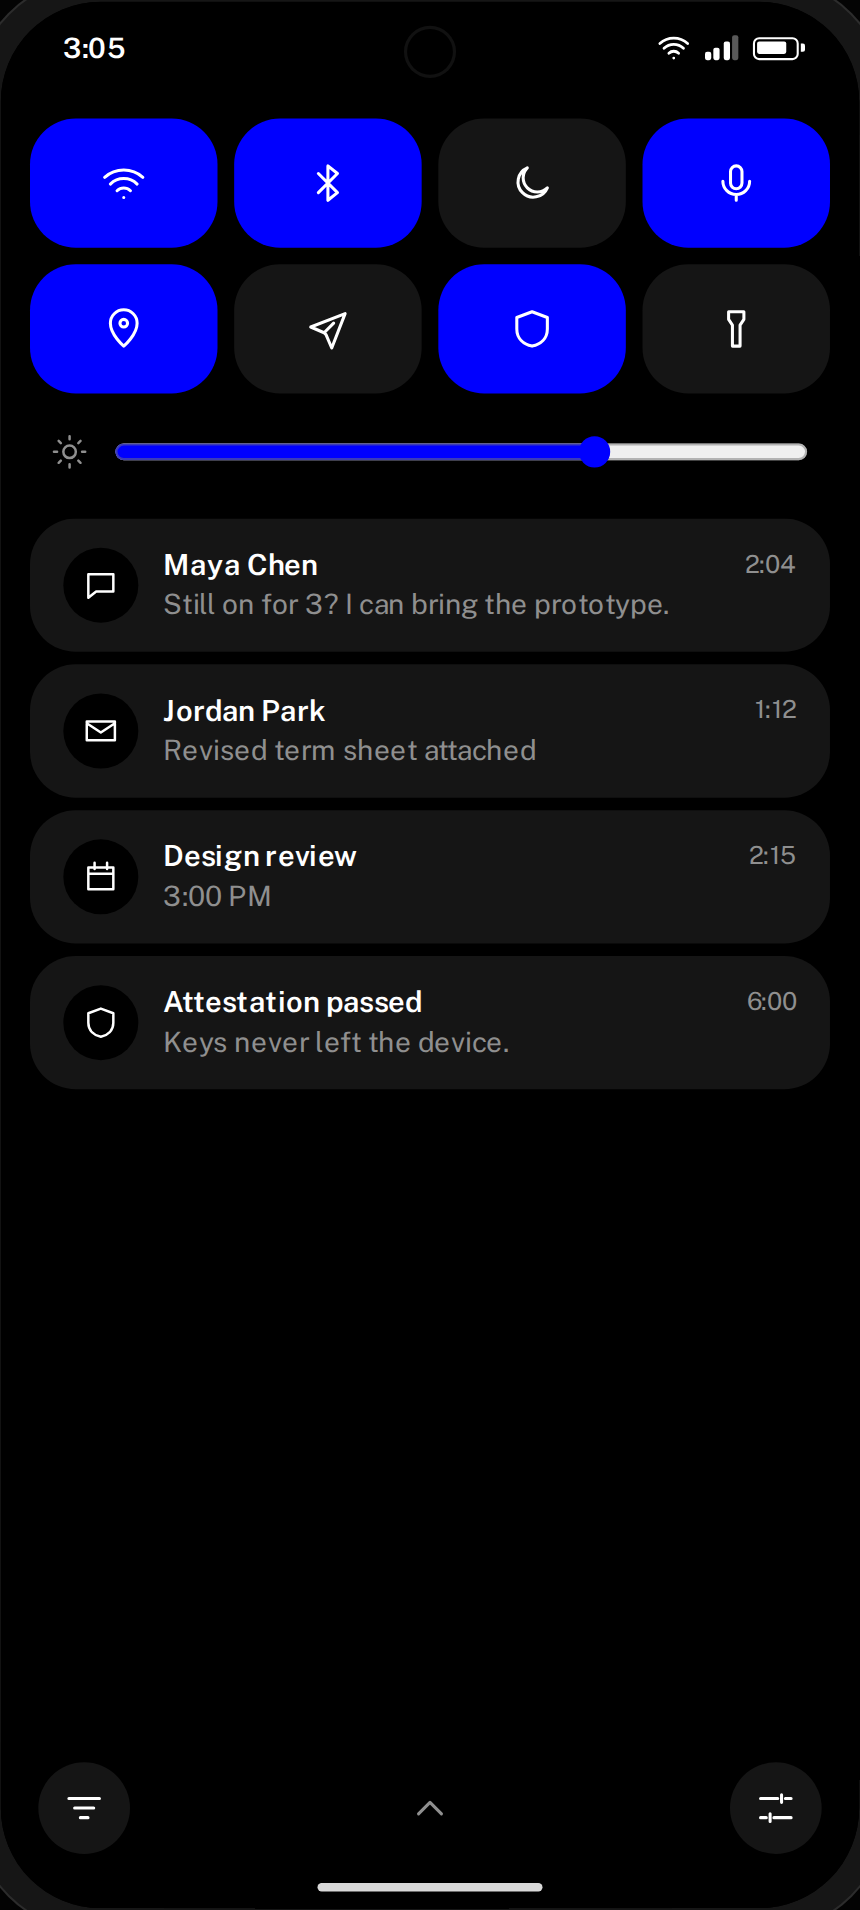 3:05
Maya Chen 2:04
Still on for 3? I can bring the prototype.
Jordan Park 1:12
Revised term sheet attached
Design review 2:15
3:00 PM
Attestation passed 6:00
Keys never left the device.